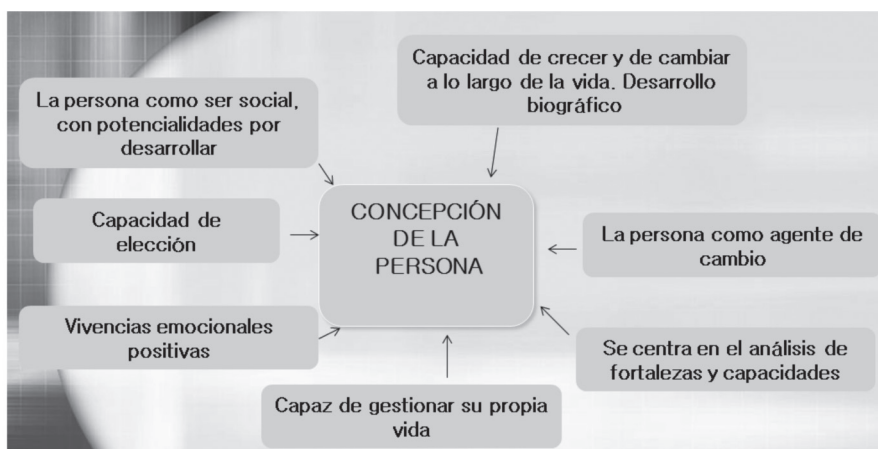 Capacidad de crecer y de cambiar
a lo largo de la vida. Desarrollo
biográfico
La persona como ser social,
con potencialidades por
desarrollar
CONCEPCIÓN
DE LA
PERSONA
Capacidad de
elección
La persona como agente de
cambio
Vivencias emocionales
positivas
Se centra en el análisis de
fortalezas y capacidades
Capaz de gestionar su propia
vida